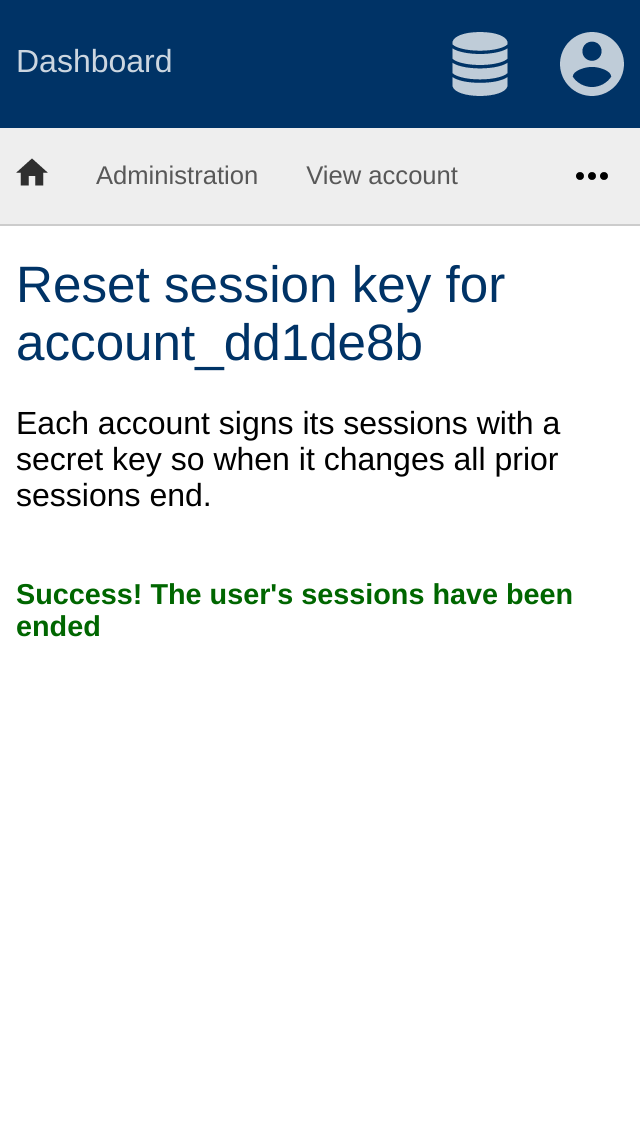 Dashboard
Administration
View account
Reset session key for
account_dd1de8b
Each account signs its sessions with a
secret key so when it changes all prior
sessions end.
Success! The user's sessions have been
ended